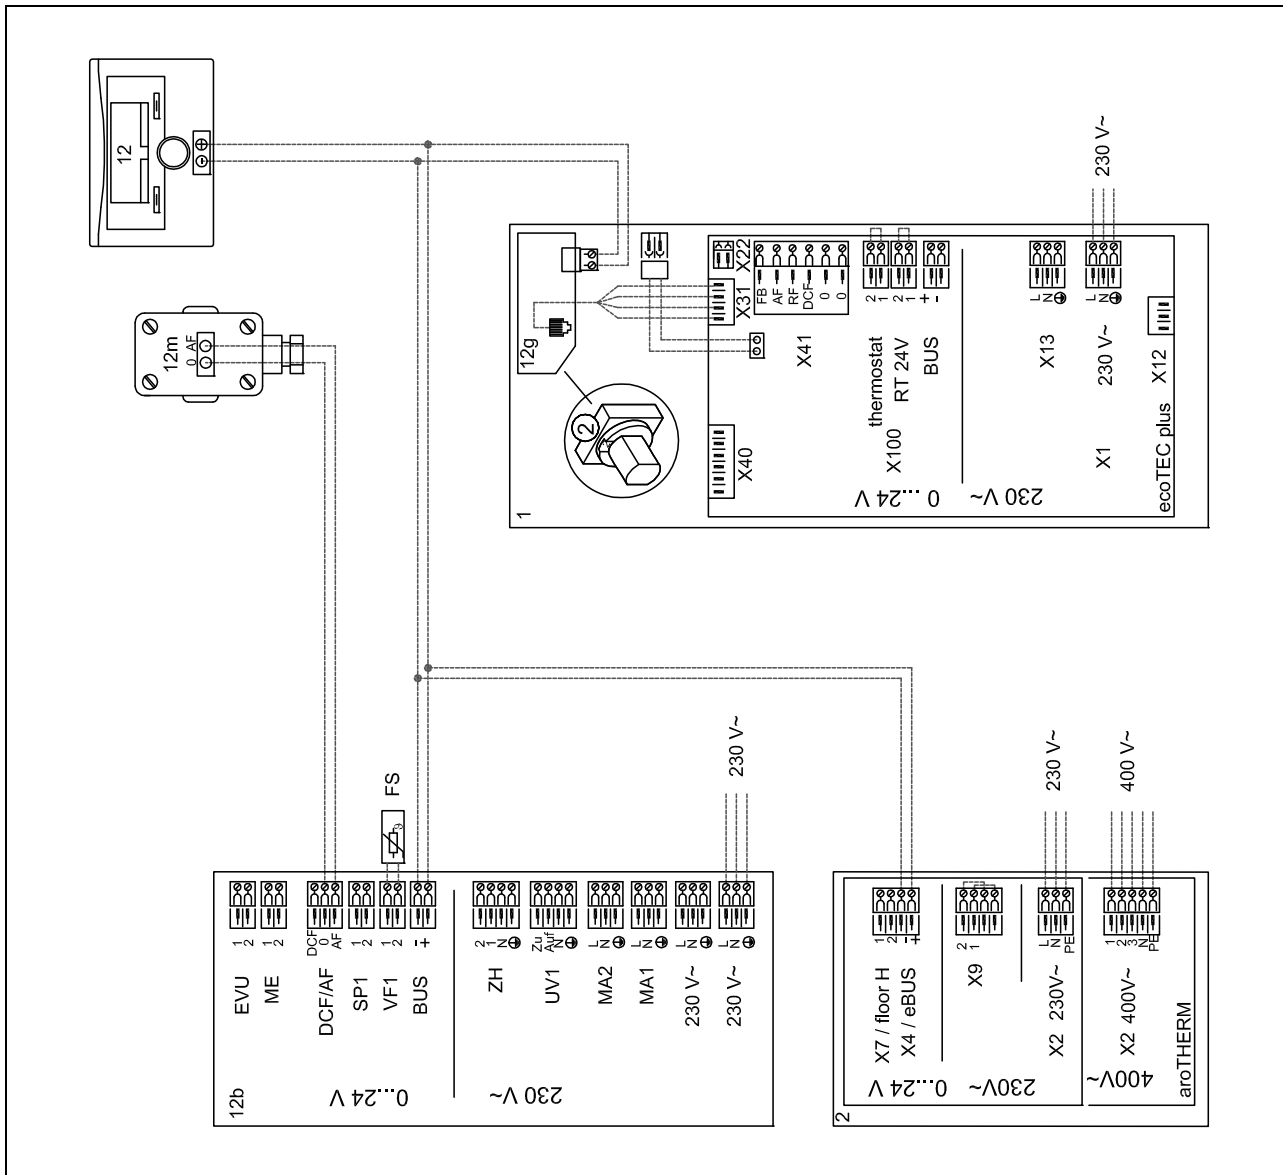 12
12m
0 AF
230 V~
12g
X22
X31
X40
FB
AF
RF
DCF
0
0
X41
2
1
2
1
+
-
thermostat
RT 24V
BUS
X100
0...24 V
230 V~
L
N
X13
L
N
230 V~
X1
X12
ecoTEC plus
1
2
FS
ϑ
230 V~
1
2
EVU
1
2
ME
DCF
0
AF
DCF/AF
1
2
SP1
1
2
VF1
-
+
BUS
0...24 V
2
1
N
ZH
Zu
Auf
N
UV1
L
N
MA2
L
N
MA1
L
N
230 V~
L
N
230 V~
230 V~
12b
230 V~
400 V~
1
2
-
+
X7 / floor H
X4 / eBUS
0...24 V
2
1
X9
230V~
L
N
PE
X2 230V~
1
2
3
N
PE
X2 400V~
400V~
aroTHERM
2